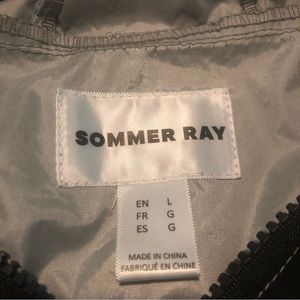 SOMMER RAY
EN L
FR G
ES G
MADE IN CHINA
FABRIQUÉ EN CHINE